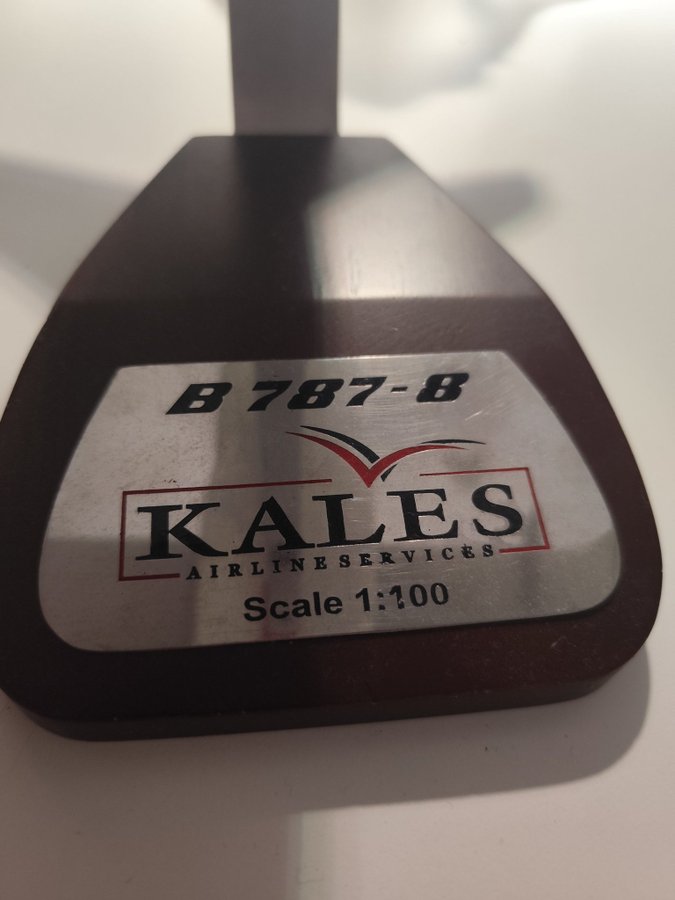 B 787-8
KALES
AIRLINE SERVICES
Scale 1:100